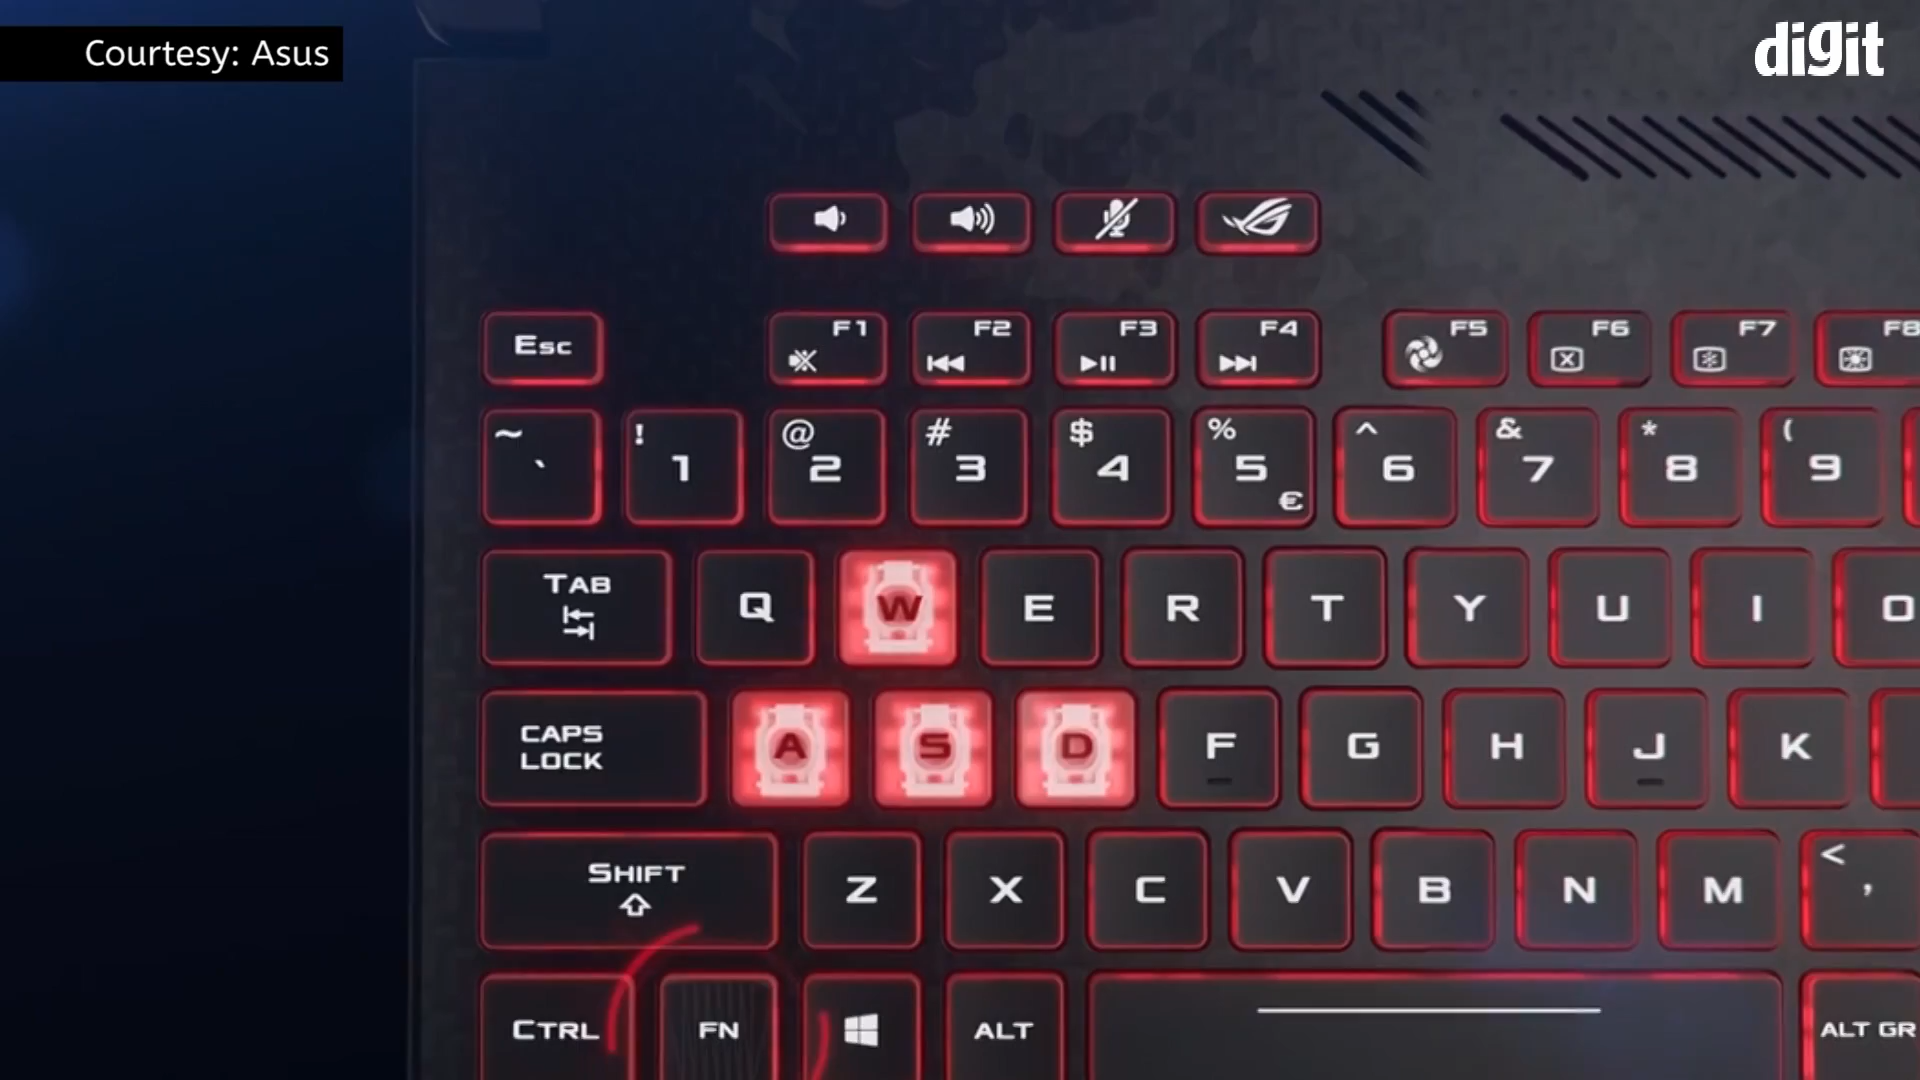 Courtesy: Asus
digit
Esc
F1 F2 F3 F4 F5 F6 F7 F8
~ ` ! 1 @ 2 # 3 $ 4 % 5 € ^ 6 & 7 * 8 ( 9
TAB Q W E R T Y U I O
CAPS LOCK A S D F G H J K
SHIFT Z X C V B N M < ,
CTRL FN ALT ALT GR